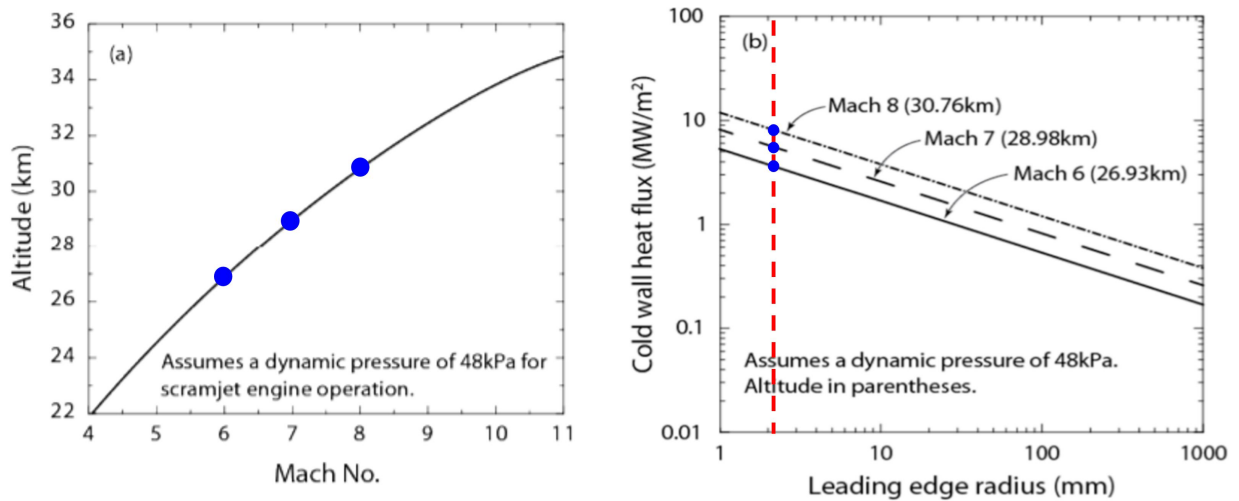 (a)
36
34
32
30
28
26
24
22
Altitude (km)
Assumes a dynamic pressure of 48kPa for
scramjet engine operation.
4 5 6 7 8 9 10 11
Mach No.
(b)
100
10
1
0.1
0.01
Cold wall heat flux (MW/m²)
Mach 8 (30.76km)
Mach 7 (28.98km)
Mach 6 (26.93km)
Assumes a dynamic pressure of 48kPa.
Altitude in parentheses.
1 10 100 1000
Leading edge radius (mm)